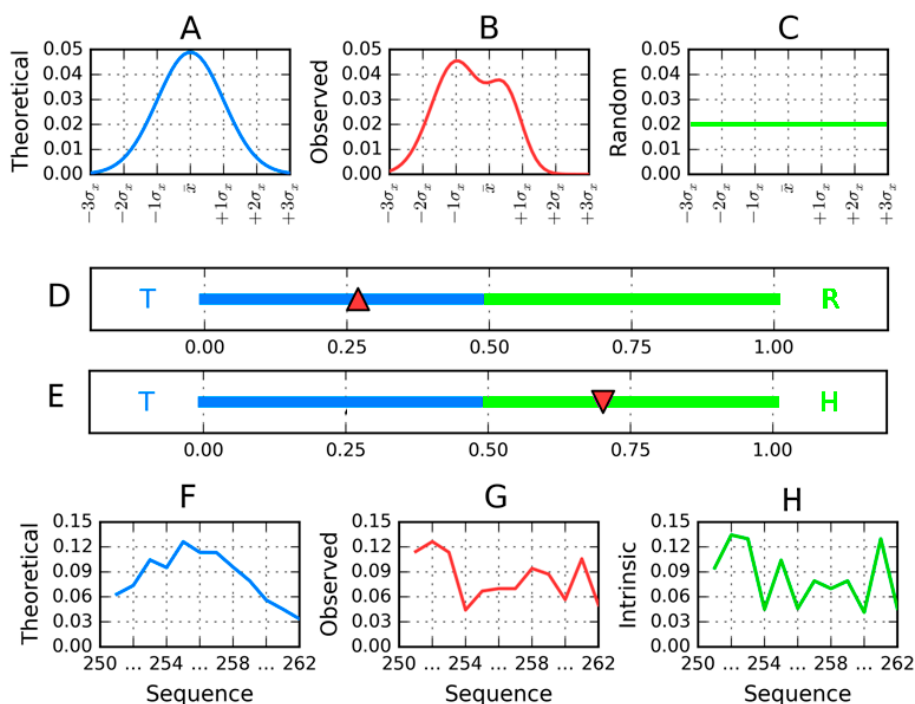 A B C
Theoretical 0.05 0.04 0.03 0.02 0.01 0.00
−3σx −2σx −1σx x̄ +1σx +2σx +3σx
Observed 0.05 0.04 0.03 0.02 0.01 0.00
−3σx −2σx −1σx x̄ +1σx +2σx +3σx
Random 0.05 0.04 0.03 0.02 0.01 0.00
−3σx −2σx −1σx x̄ +1σx +2σx +3σx
D T R
0.00 0.25 0.50 0.75 1.00
E T H
0.00 0.25 0.50 0.75 1.00
F G H
Theoretical 0.15 0.12 0.09 0.06 0.03 0.00
250 ... 254 ... 258 ... 262
Sequence
Observed 0.15 0.12 0.09 0.06 0.03 0.00
250 ... 254 ... 258 ... 262
Sequence
Intrinsic 0.15 0.12 0.09 0.06 0.03 0.00
250 ... 254 ... 258 ... 262
Sequence